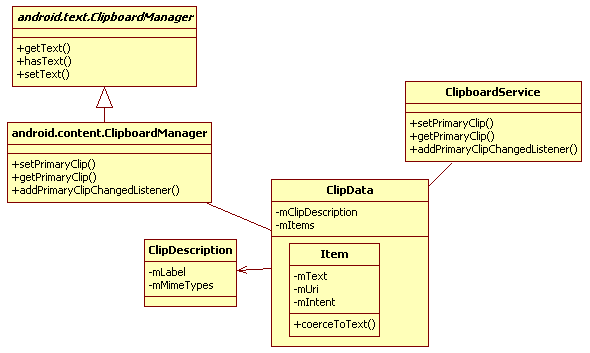 android.text.ClipboardManager
+getText()
+hasText()
+setText()
android.content.ClipboardManager
+setPrimaryClip()
+getPrimaryClip()
+addPrimaryClipChangedListener()
ClipboardService
+setPrimaryClip()
+getPrimaryClip()
+addPrimaryClipChangedListener()
ClipData
-mClipDescription
-mItems
ClipDescription
-mLabel
-mMimeTypes
Item
-mText
-mUri
-mIntent
+coerceToText()